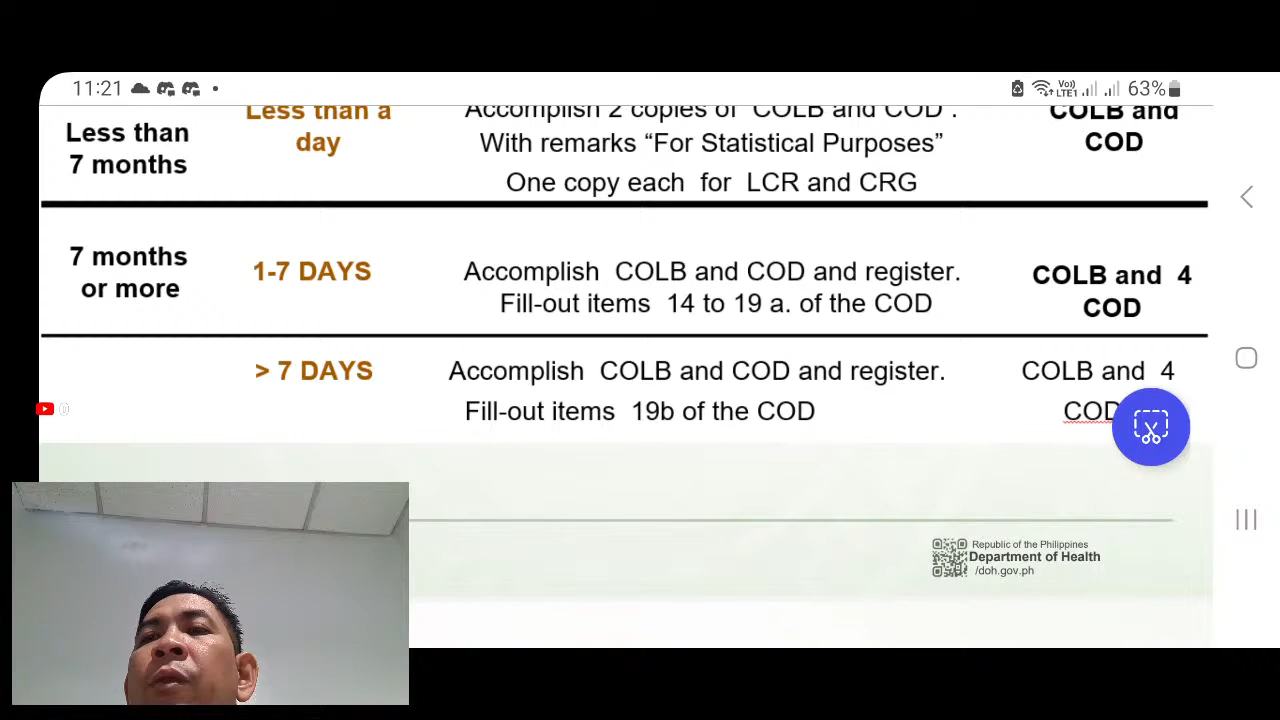 11:21
63%
Less than
7 months
Less than a
day
Accomplish 2 copies of COLB and COD .
With remarks “For Statistical Purposes”
One copy each for LCR and CRG
COLB and
COD
7 months
or more
1-7 DAYS
Accomplish COLB and COD and register.
Fill-out items 14 to 19 a. of the COD
COLB and 4
COD
> 7 DAYS
Accomplish COLB and COD and register.
Fill-out items 19b of the COD
COLB and 4
COD
0
Republic of the Philippines
Department of Health
/doh.gov.ph